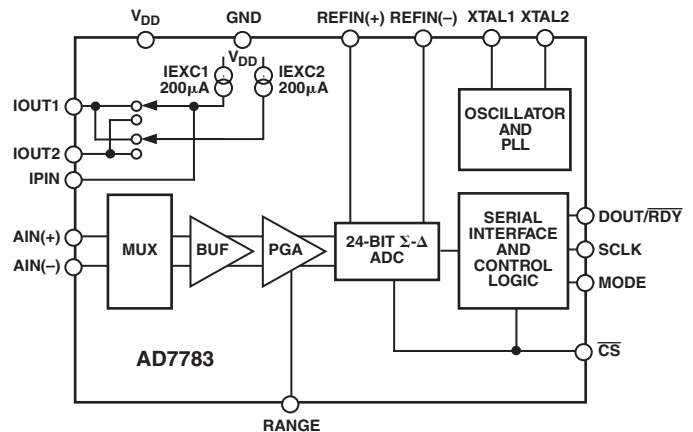 VDD
GND
REFIN(+) REFIN(–) XTAL1 XTAL2
VDD
IEXC1
200µA
IEXC2
200µA
IOUT1
IOUT2
IPIN
OSCILLATOR
AND
PLL
AIN(+)
AIN(–)
MUX
BUF
PGA
24-BIT Σ-Δ
ADC
SERIAL
INTERFACE
AND
CONTROL
LOGIC
DOUT/RDY
SCLK
MODE
CS
AD7783
RANGE